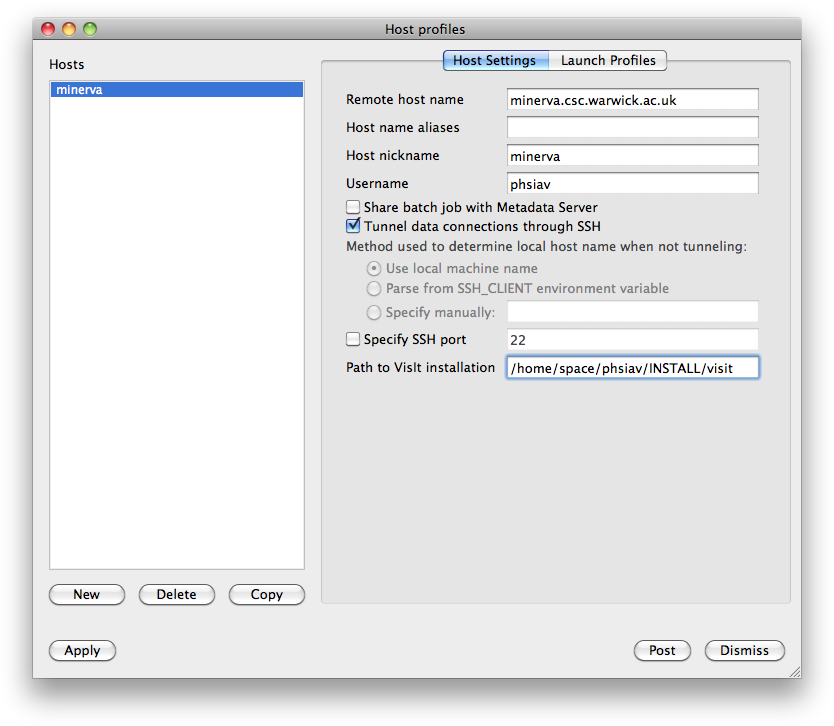 Host profiles
Hosts
minerva
Host Settings
Launch Profiles
Remote host name minerva.csc.warwick.ac.uk
Host name aliases
Host nickname minerva
Username phsiav
Share batch job with Metadata Server
Tunnel data connections through SSH
Method used to determine local host name when not tunneling:
Use local machine name
Parse from SSH_CLIENT environment variable
Specify manually:
Specify SSH port 22
Path to VisIt installation /home/space/phsiav/INSTALL/visit
New Delete Copy
Apply Post Dismiss